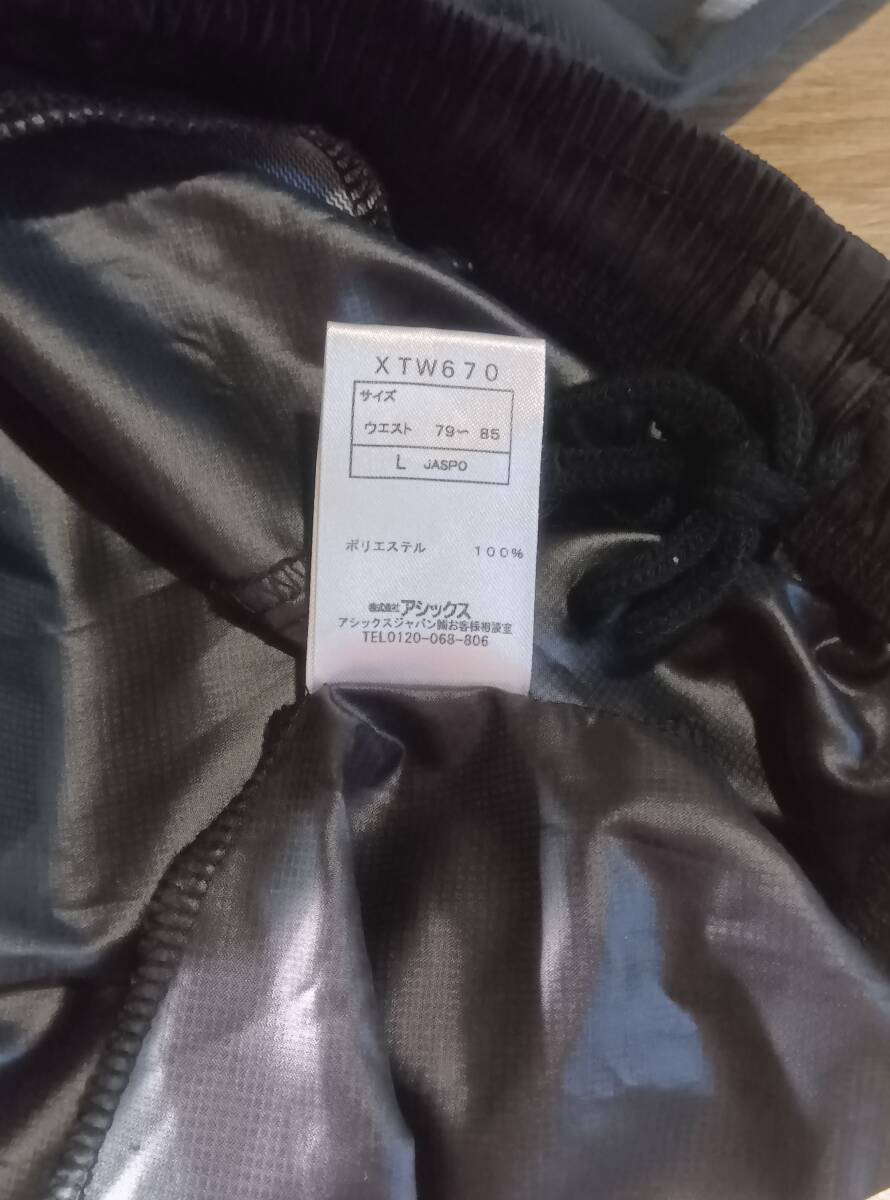 XTW670
サイズ
ウエスト 79〜 85
L JASPO
ポリエステル 100%
株式会社アシックス
アシックスジャパン㈱お客様相談室
TEL0120-068-806